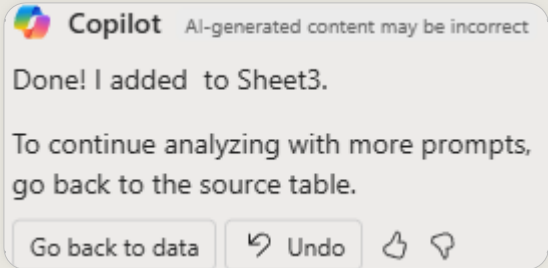 Copilot AI-generated content may be incorrect
Done! I added  to Sheet3.
To continue analyzing with more prompts,
go back to the source table.
Go back to data Undo